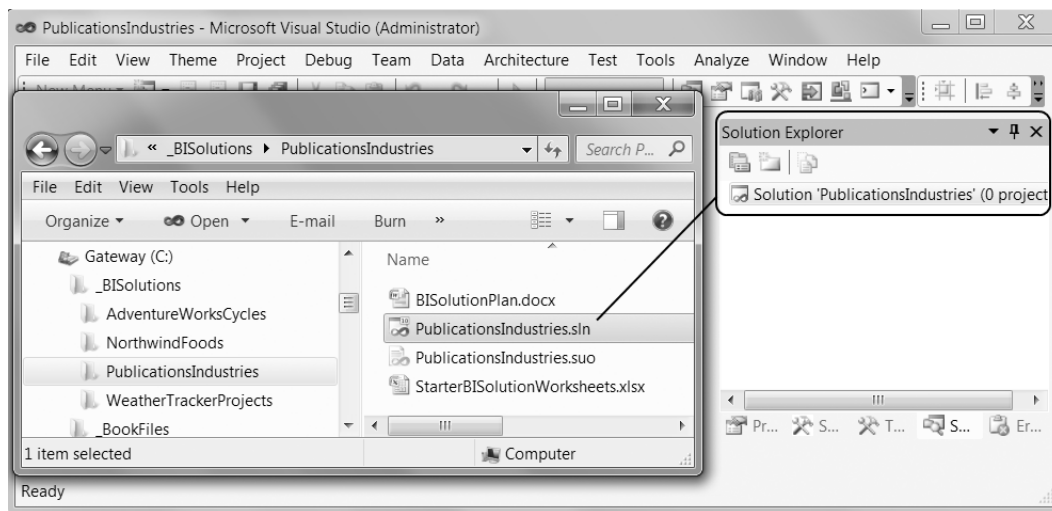 PublicationsIndustries - Microsoft Visual Studio (Administrator)
File Edit View Theme Project Debug Team Data Architecture Test Tools Analyze Window Help
Solution Explorer
Solution 'PublicationsIndustries' (0 project
« _BISolutions PublicationsIndustries
Search P...
File Edit View Tools Help
Organize Open E-mail Burn »
Gateway (C:)
_BISolutions
AdventureWorksCycles
NorthwindFoods
PublicationsIndustries
WeatherTrackerProjects
_BookFiles
Name
BISolutionPlan.docx
PublicationsIndustries.sln
PublicationsIndustries.suo
StarterBISolutionWorksheets.xlsx
1 item selected
Computer
Pr... S... T... S... Er...
Ready